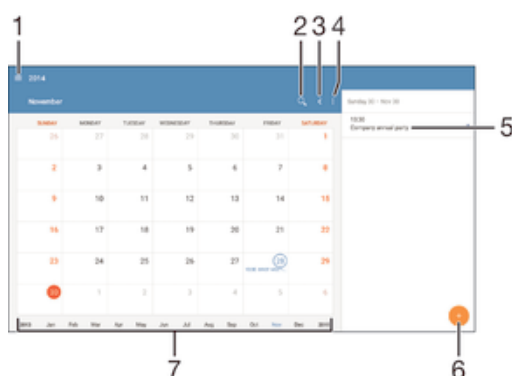 1
2 3 4
2014
November
Sunday 30 - Nov 30
SUNDAY MONDAY TUESDAY WEDNESDAY THURSDAY FRIDAY SATURDAY
10:30
Company annual party
5
26 27 28 29 30 31 1
2 3 4 5 6 7 8
9 10 11 12 13 14 15
16 17 18 19 20 21 22
23 24 25 26 27 28 29
30 1 2 3 4 5 6
2013 Jan Feb Mar Apr May Jun Jul Aug Sep Oct Nov Dec 2015
7
6